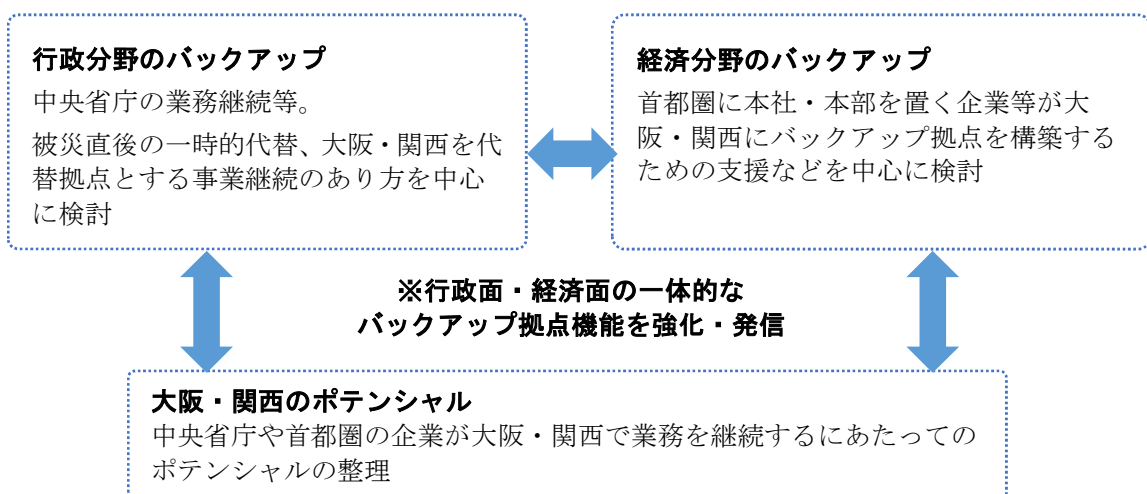 行政分野のバックアップ
中央省庁の業務継続等。
被災直後の一時的代替、大阪・関西を代
替拠点とする事業継続のあり方を中心
に検討
経済分野のバックアップ
首都圏に本社・本部を置く企業等が大
阪・関西にバックアップ拠点を構築する
ための支援などを中心に検討
※行政面・経済面の一体的な
バックアップ拠点機能を強化・発信
大阪・関西のポテンシャル
中央省庁や首都圏の企業が大阪・関西で業務を継続するにあたっての
ポテンシャルの整理